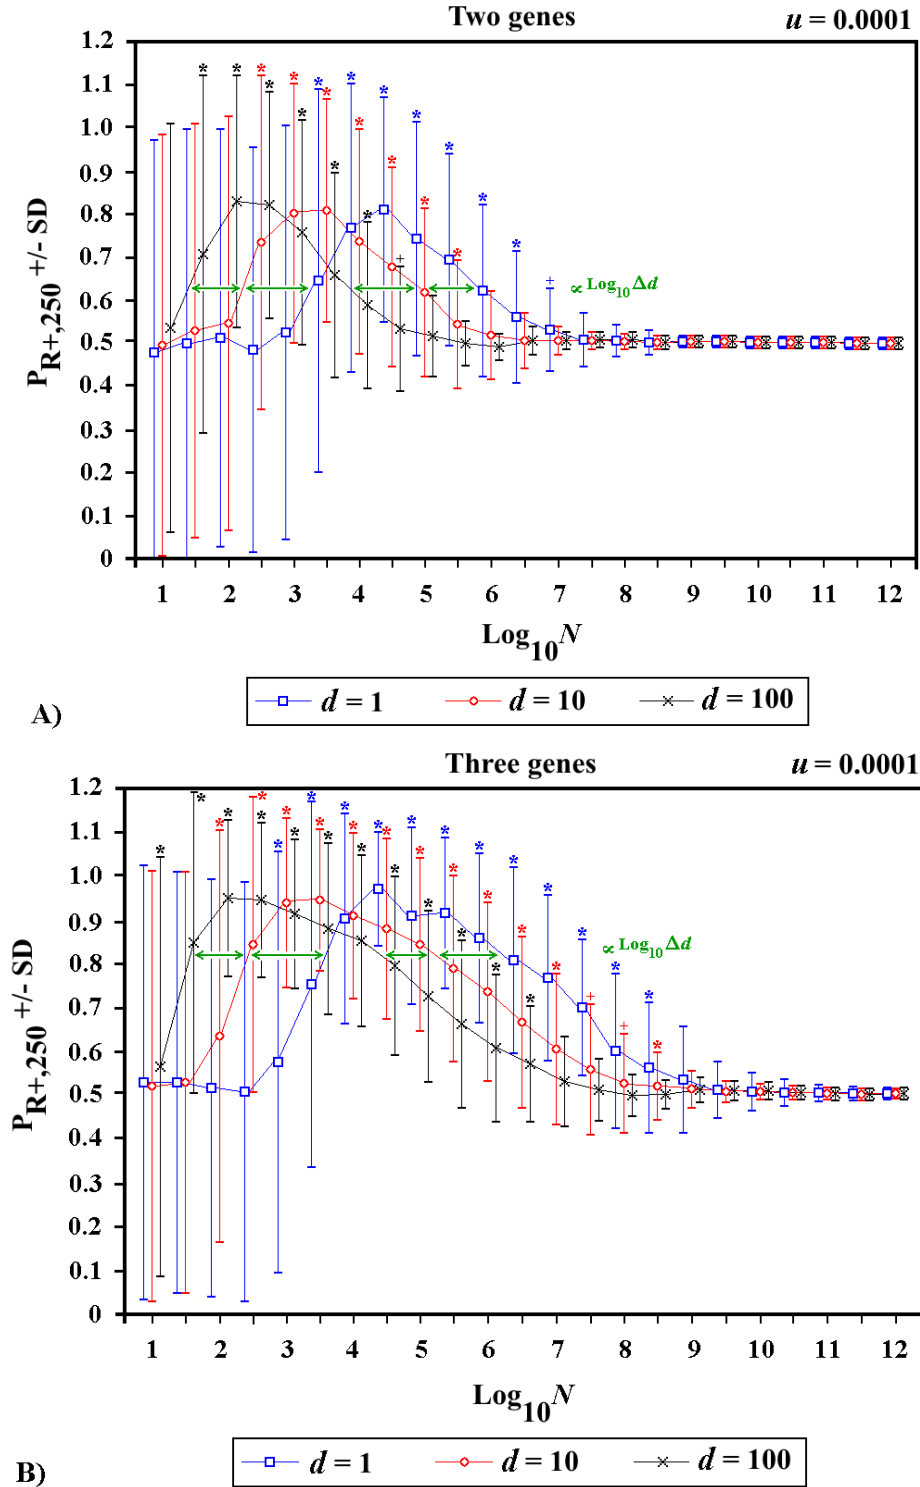 Two genes
u = 0.0001
1.2
1.1
1.0
0.9
0.8
0.7
0.6
0.5
0.4
0.3
0.2
0.1
0
PR+,250 +/- SD
∝ Log10 Δd
1 2 3 4 5 6 7 8 9 10 11 12
Log10N
d = 1 d = 10 d = 100
A)
Three genes
u = 0.0001
1.2
1.1
1.0
0.9
0.8
0.7
0.6
0.5
0.4
0.3
0.2
0.1
0
PR+,250 +/- SD
∝ Log10 Δd
1 2 3 4 5 6 7 8 9 10 11 12
Log10N
d = 1 d = 10 d = 100
B)